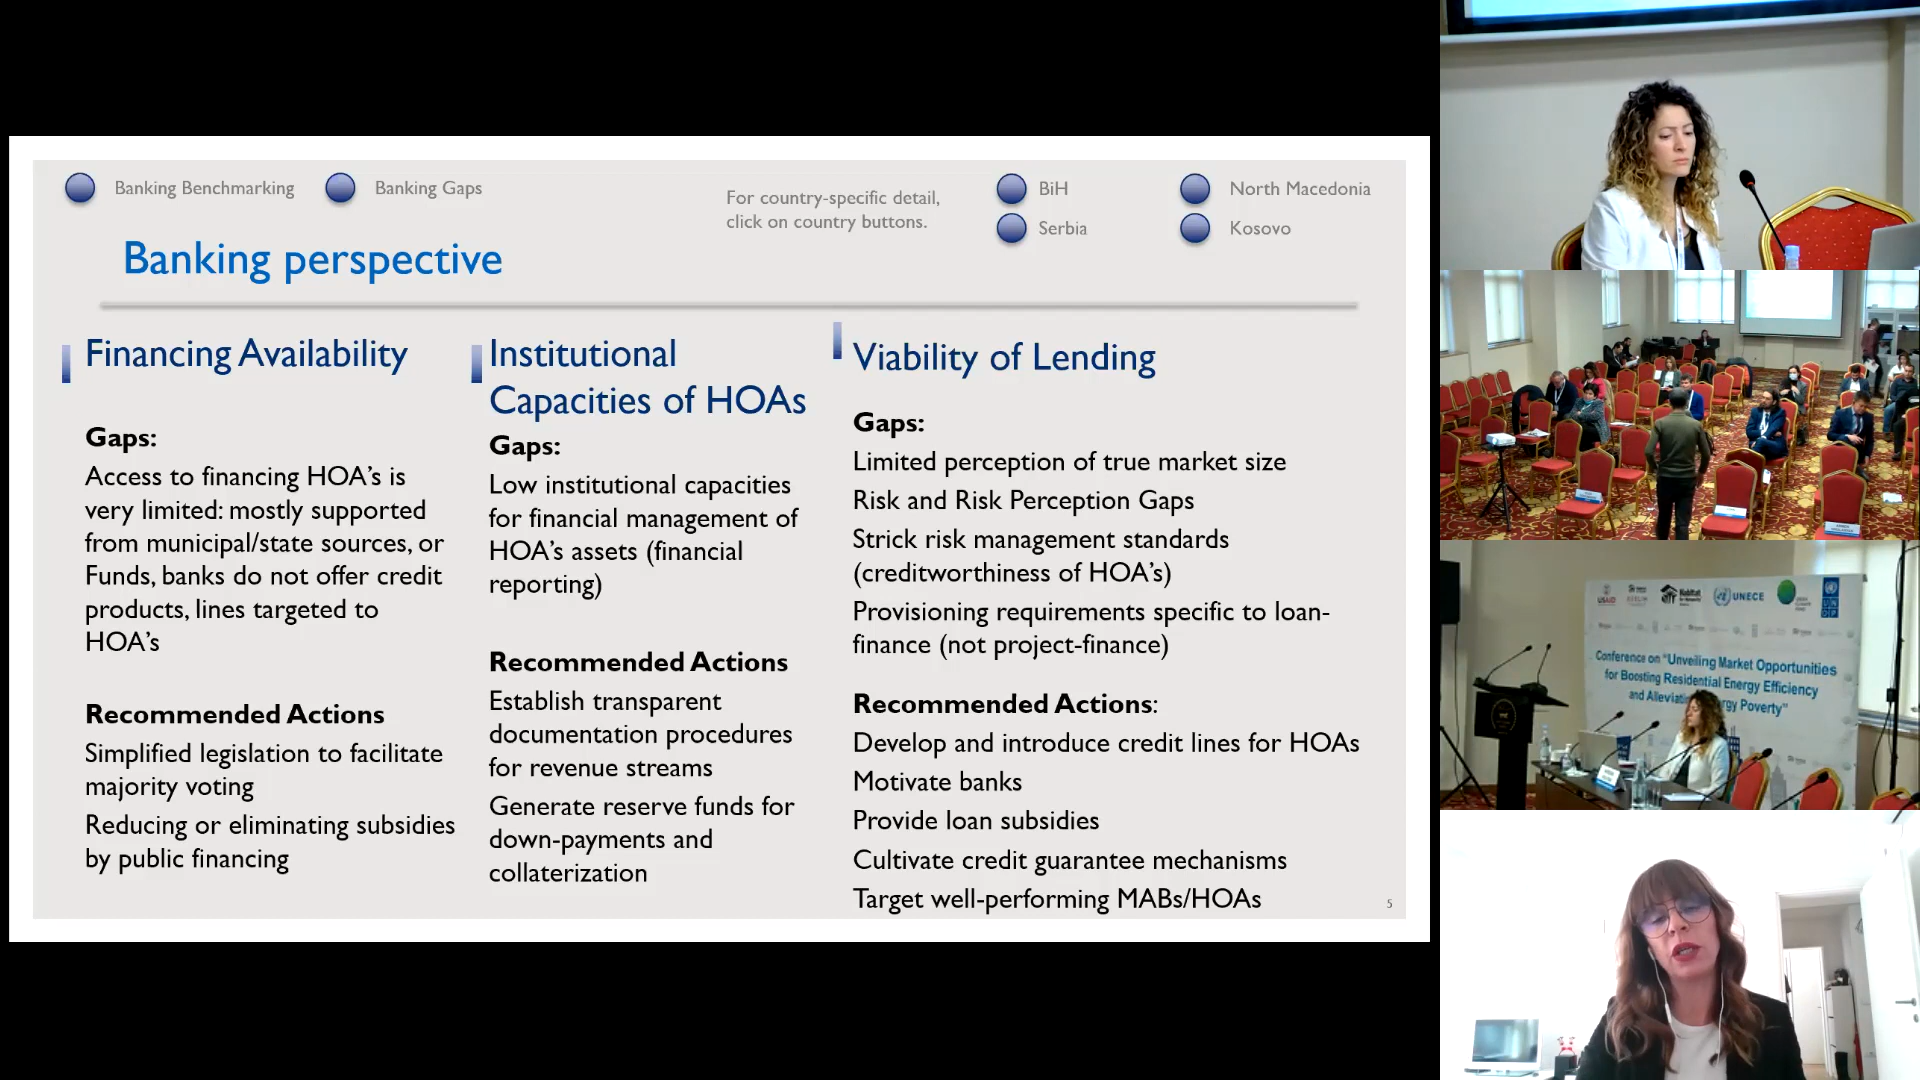 Banking Benchmarking
Banking Gaps
For country-specific detail,
click on country buttons.
BiH
North Macedonia
Serbia
Kosovo
Banking perspective
Financing Availability
Gaps:
Access to financing HOA's is
very limited: mostly supported
from municipal/state sources, or
Funds, banks do not offer credit
products, lines targeted to
HOA's
Recommended Actions
Simplified legislation to facilitate
majority voting
Reducing or eliminating subsidies
by public financing
Institutional
Capacities of HOAs
Gaps:
Low institutional capacities
for financial management of
HOA's assets (financial
reporting)
Recommended Actions
Establish transparent
documentation procedures
for revenue streams
Generate reserve funds for
down-payments and
collaterization
Viability of Lending
Gaps:
Limited perception of true market size
Risk and Risk Perception Gaps
Strick risk management standards
(creditworthiness of HOA's)
Provisioning requirements specific to loan-
finance (not project-finance)
Recommended Actions:
Develop and introduce credit lines for HOAs
Motivate banks
Provide loan subsidies
Cultivate credit guarantee mechanisms
Target well-performing MABs/HOAs
5
USAID
Habitat
UNECE
Conference on "Unveiling Market Opportunities
for Boosting Residential Energy Efficiency
and Poverty"